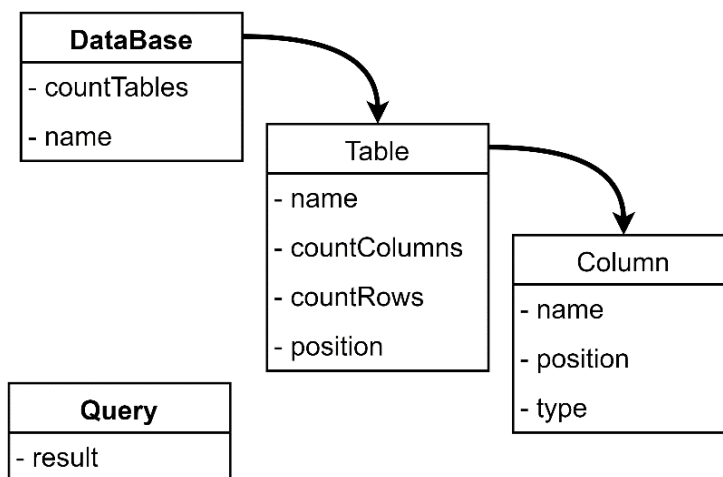 DataBase
- countTables
- name
Table
- name
- countColumns
- countRows
- position
Column
- name
- position
- type
Query
- result